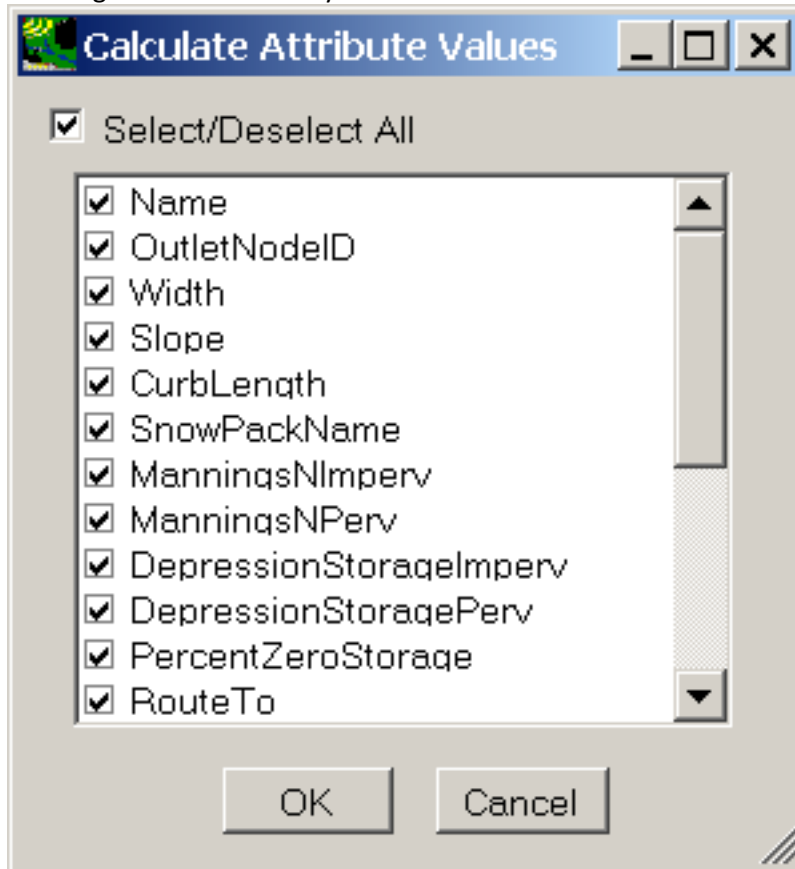 Calculate Attribute Values
Select/Deselect All
Name
OutletNodeID
Width
Slope
CurbLength
SnowPackName
ManningsNImperv
ManningsNPerv
DepressionStorageImperv
DepressionStoragePerv
PercentZeroStorage
RouteTo
OK Cancel